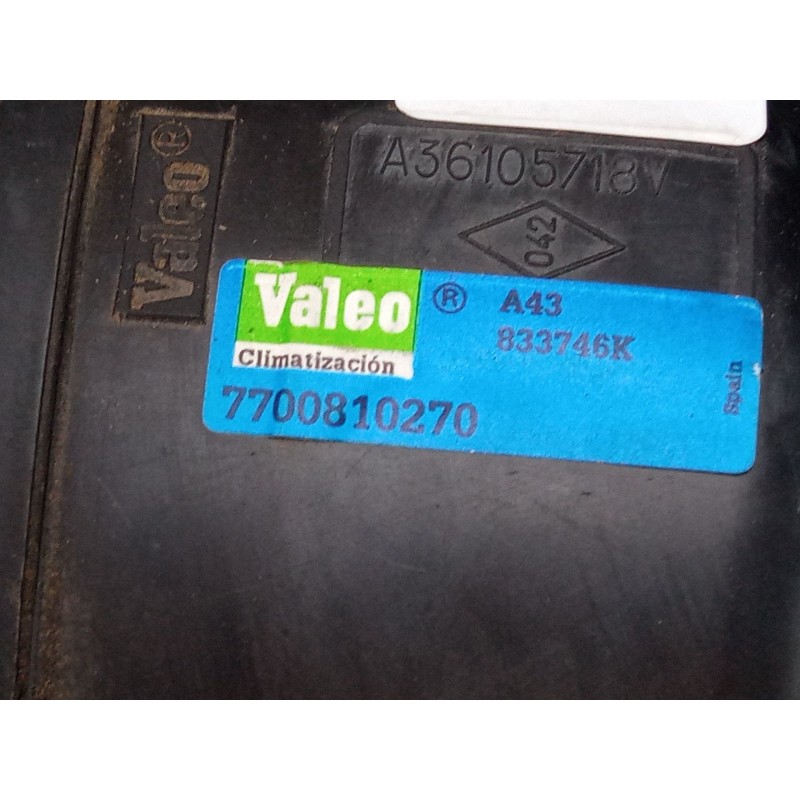 Valeo®
A36105718V
042
Valeo ® A43
833746K
Climatización
7700810270
Spain